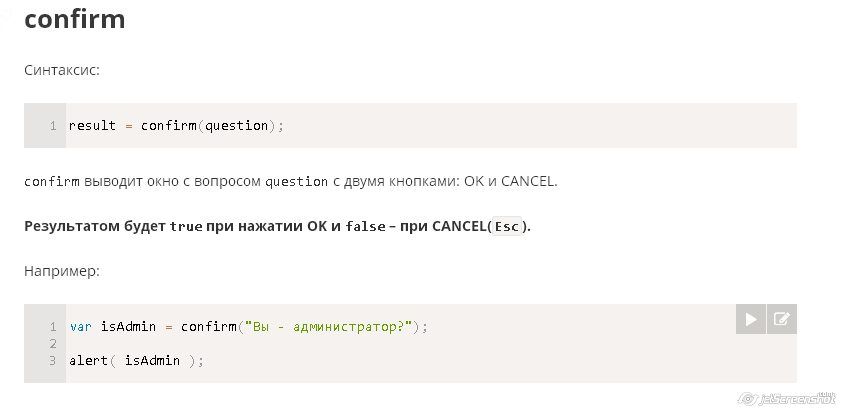 confirm
Синтаксис:
1 result = confirm(question);
confirm выводит окно с вопросом question с двумя кнопками: OK и CANCEL.
Результатом будет true при нажатии OK и false – при CANCEL(Esc).
Например:
1 var isAdmin = confirm("Вы - администратор?");
2
3 alert( isAdmin );
jetScreenshot